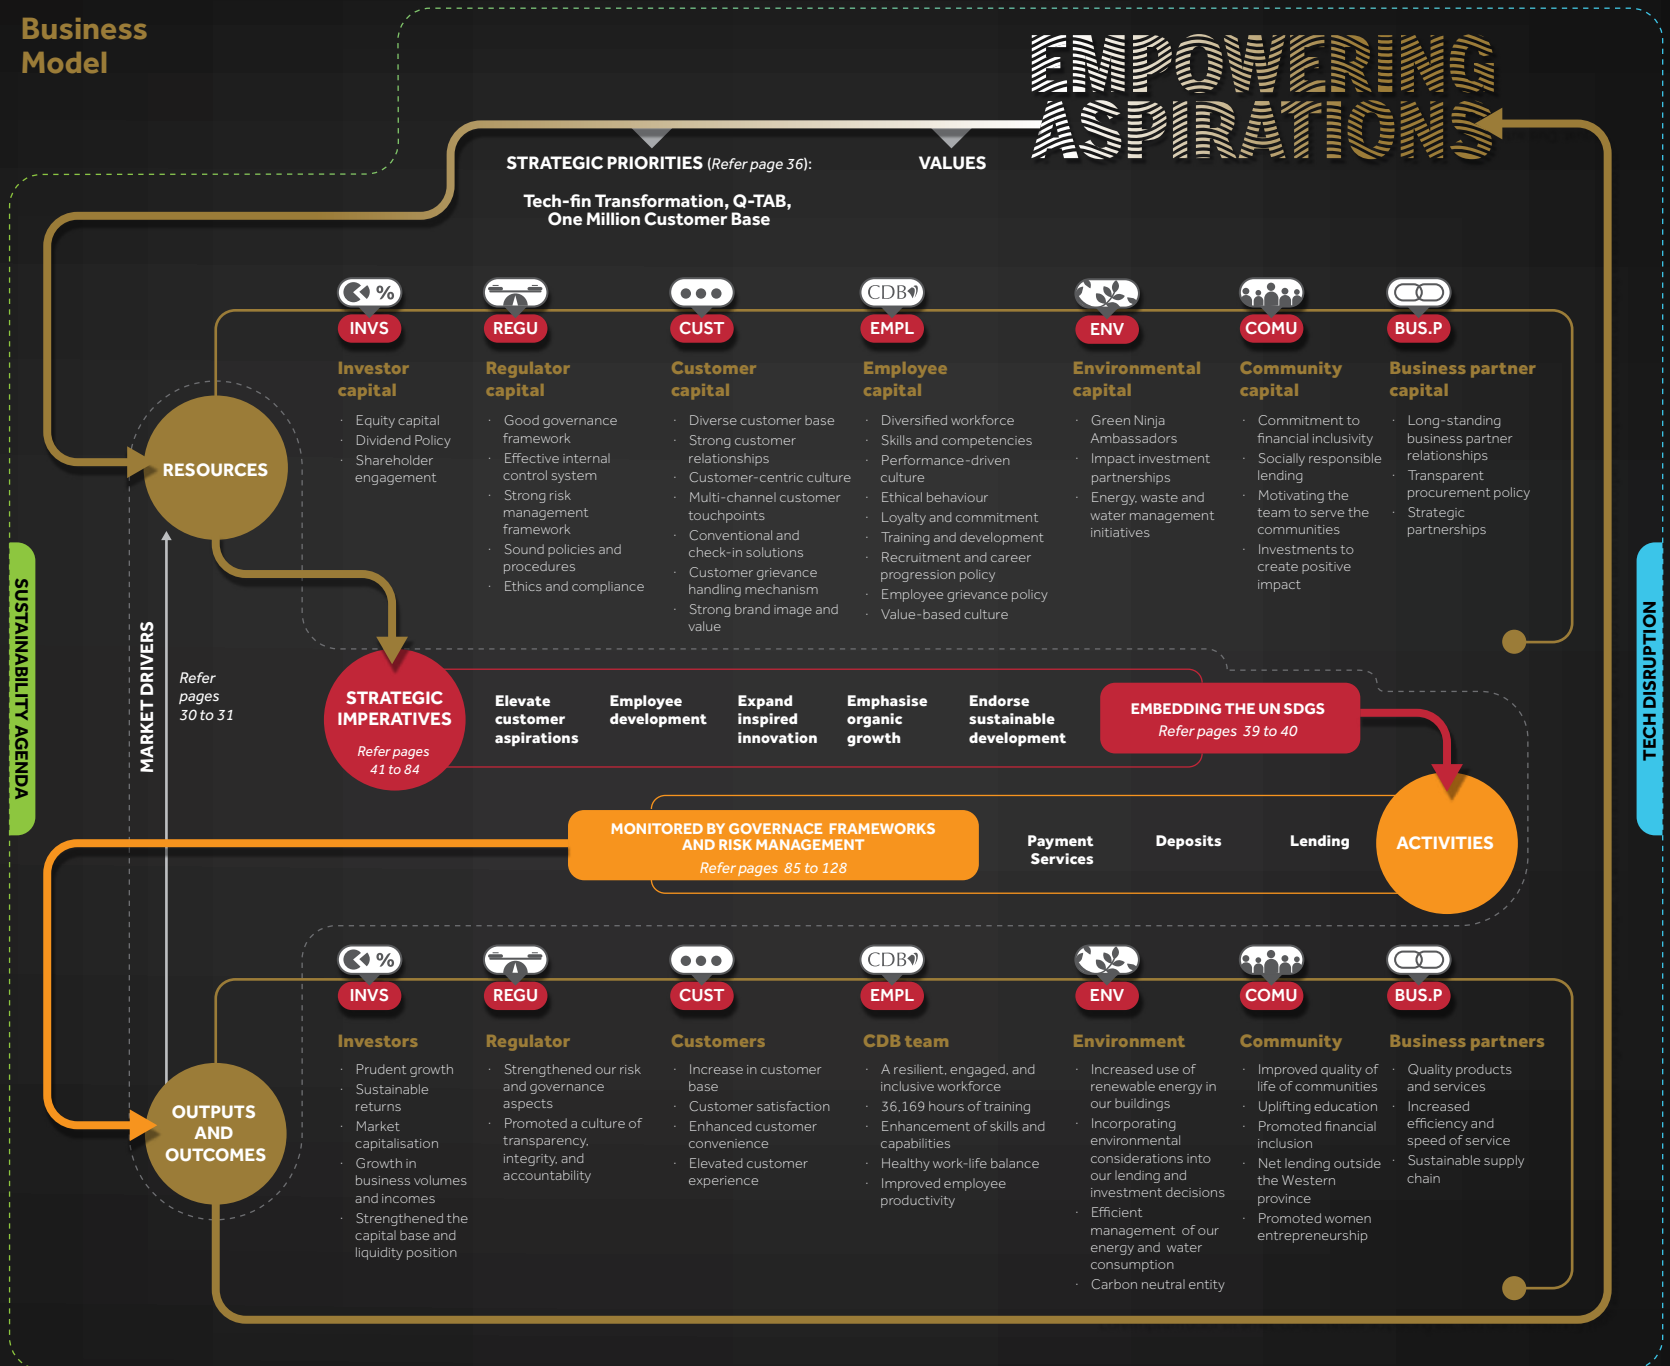 Business
Model
EMPOWERING
ASPIRATIONS
STRATEGIC PRIORITIES (Refer page 36):
VALUES
Tech-fin Transformation, Q-TAB,
One Million Customer Base
%
INVS
REGU
CUST
CDB
EMPL
ENV
COMU
BUS.P
RESOURCES
Investor
capital
· Equity capital
· Dividend Policy
· Shareholder
engagement
Regulator
capital
· Good governance
framework
· Effective internal
control system
· Strong risk
management
framework
· Sound policies and
procedures
· Ethics and compliance
Customer
capital
· Diverse customer base
· Strong customer
relationships
· Customer-centric culture
· Multi-channel customer
touchpoints
· Conventional and
check-in solutions
· Customer grievance
handling mechanism
· Strong brand image and
value
Employee
capital
· Diversified workforce
· Skills and competencies
· Performance-driven
culture
· Ethical behaviour
· Loyalty and commitment
· Training and development
· Recruitment and career
progression policy
· Employee grievance policy
· Value-based culture
Environmental
capital
· Green Ninja
Ambassadors
· Impact investment
partnerships
· Energy, waste and
water management
initiatives
Community
capital
· Commitment to
financial inclusivity
· Socially responsible
lending
· Motivating the
team to serve the
communities
· Investments to
create positive
impact
Business partner
capital
· Long-standing
business partner
relationships
· Transparent
procurement policy
· Strategic
partnerships
SUSTAINABILITY AGENDA
MARKET DRIVERS
Refer
pages
30 to 31
TECH DISRUPTION
STRATEGIC
IMPERATIVES
Refer pages
41 to 84
Elevate
customer
aspirations
Employee
development
Expand
inspired
innovation
Emphasise
organic
growth
Endorse
sustainable
development
EMBEDDING THE UN SDGS
Refer pages 39 to 40
MONITORED BY GOVERNACE FRAMEWORKS
AND RISK MANAGEMENT
Refer pages 85 to 128
Payment
Services
Deposits
Lending
ACTIVITIES
%
INVS
REGU
CUST
CDB
EMPL
ENV
COMU
BUS.P
OUTPUTS
AND
OUTCOMES
Investors
· Prudent growth
· Sustainable
returns
· Market
capitalisation
· Growth in
business volumes
and incomes
· Strengthened the
capital base and
liquidity position
Regulator
· Strengthened our risk
and governance
aspects
· Promoted a culture of
transparency,
integrity, and
accountability
Customers
· Increase in customer
base
· Customer satisfaction
· Enhanced customer
convenience
· Elevated customer
experience
CDB team
· A resilient, engaged, and
inclusive workforce
· 36,169 hours of training
· Enhancement of skills and
capabilities
· Healthy work-life balance
· Improved employee
productivity
Environment
· Increased use of
renewable energy in
our buildings
· Incorporating
environmental
considerations into
our lending and
investment decisions
· Efficient
management of our
energy and water
consumption
· Carbon neutral entity
Community
· Improved quality of
life of communities
· Uplifting education
· Promoted financial
inclusion
· Net lending outside
the Western
province
· Promoted women
entrepreneurship
Business partners
· Quality products
and services
· Increased
efficiency and
speed of service
· Sustainable supply
chain